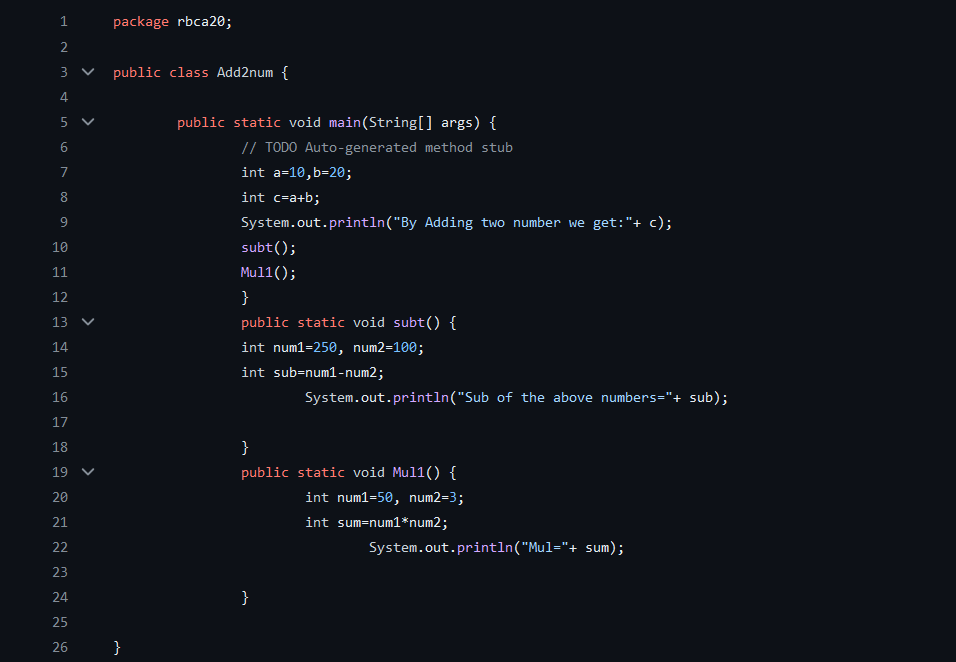 1 package rbca20;
2
3 public class Add2num {
4
5 public static void main(String[] args) {
6 // TODO Auto-generated method stub
7 int a=10,b=20;
8 int c=a+b;
9 System.out.println("By Adding two number we get:"+ c);
10 subt();
11 Mul1();
12 }
13 public static void subt() {
14 int num1=250, num2=100;
15 int sub=num1-num2;
16 System.out.println("Sub of the above numbers="+ sub);
17
18 }
19 public static void Mul1() {
20 int num1=50, num2=3;
21 int sum=num1*num2;
22 System.out.println("Mul="+ sum);
23
24 }
25
26 }